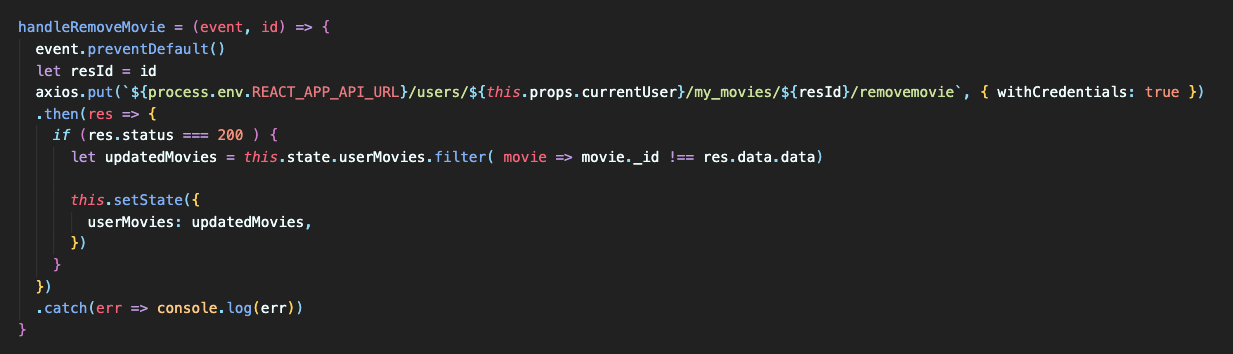 handleRemoveMovie = (event, id) => {
event.preventDefault()
let resId = id
axios.put(`${process.env.REACT_APP_API_URL}/users/${this.props.currentUser}/my_movies/${resId}/removemovie`, { withCredentials: true })
.then(res => {
if (res.status === 200 ) {
let updatedMovies = this.state.userMovies.filter( movie => movie._id !== res.data.data)
this.setState({
userMovies: updatedMovies,
})
}
})
.catch(err => console.log(err))
}